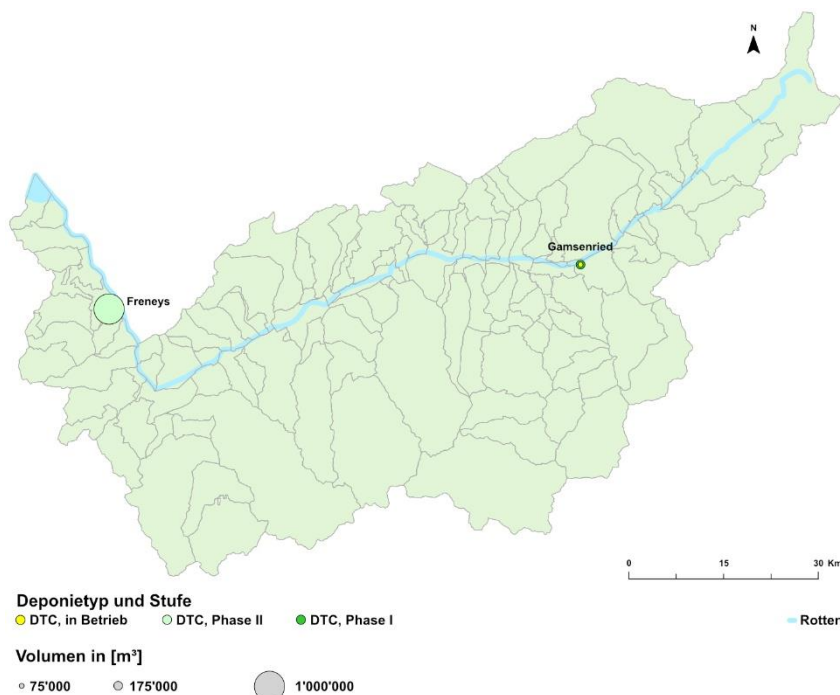 N
Gamsenried
Freneys
0 15 30 Km
Deponietyp und Stufe
DTC, in Betrieb DTC, Phase II DTC, Phase I Rotten
Volumen in [m³]
75'000 175'000 1'000'000